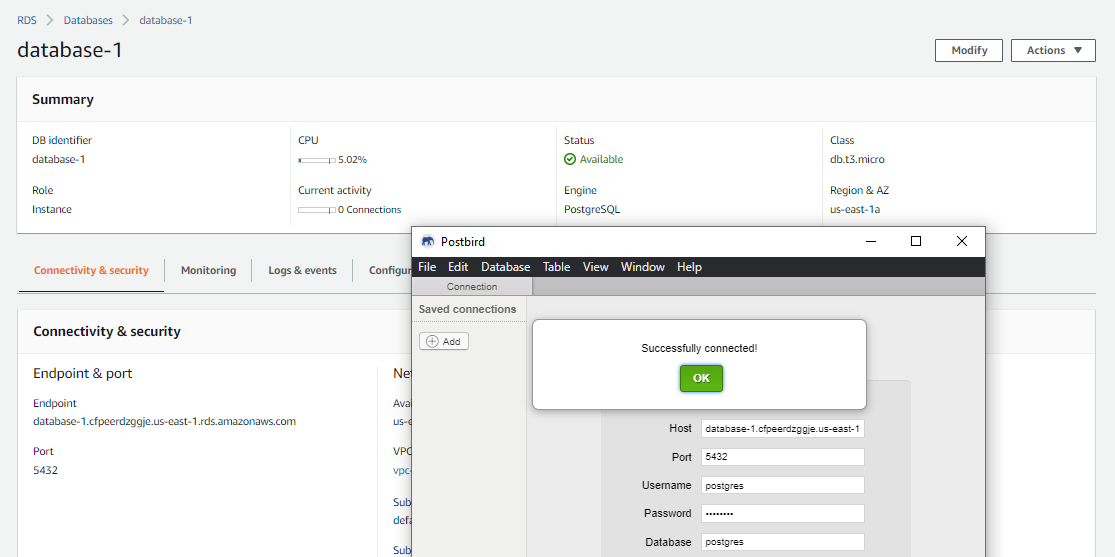 RDS > Databases > database-1
database-1
Modify
Actions
Summary
DB identifier
database-1
CPU
5.02%
Status
Available
Class
db.t3.micro
Role
Instance
Current activity
0 Connections
Engine
PostgreSQL
Region & AZ
us-east-1a
Connectivity & security
Monitoring
Logs & events
Configur
Connectivity & security
Endpoint & port
Endpoint
database-1.cfpeerdzggje.us-east-1.rds.amazonaws.com
Port
5432
Net
Avai
us-e
VPC
vpc-
Sub
defa
Sub
Postbird
File Edit Database Table View Window Help
Connection
Saved connections
Add
Successfully connected!
OK
Host database-1.cfpeerdzggje.us-east-1
Port 5432
Username postgres
Password ••••••••
Database postgres